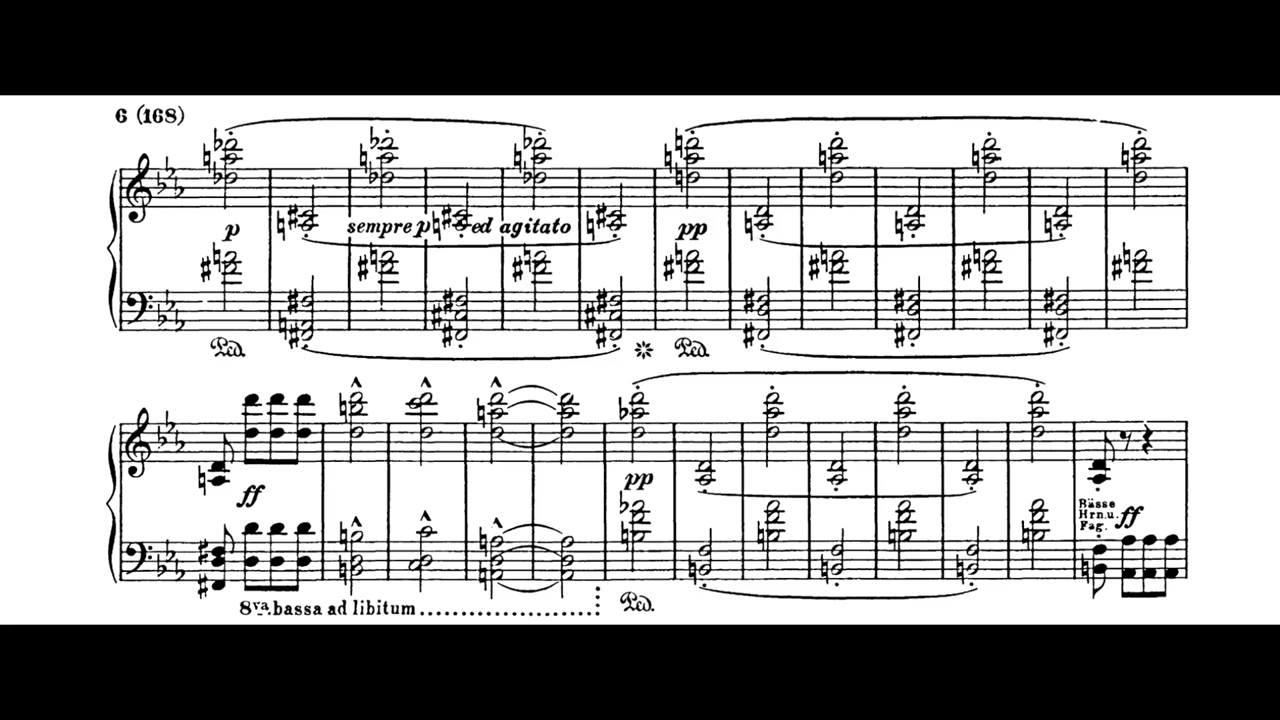 6 (168)
p sempre p ed agitato pp
Ped. Ped.
ff pp
Bässe
Hrn.u.
Fag. ff
8va bassa ad libitum
Ped.